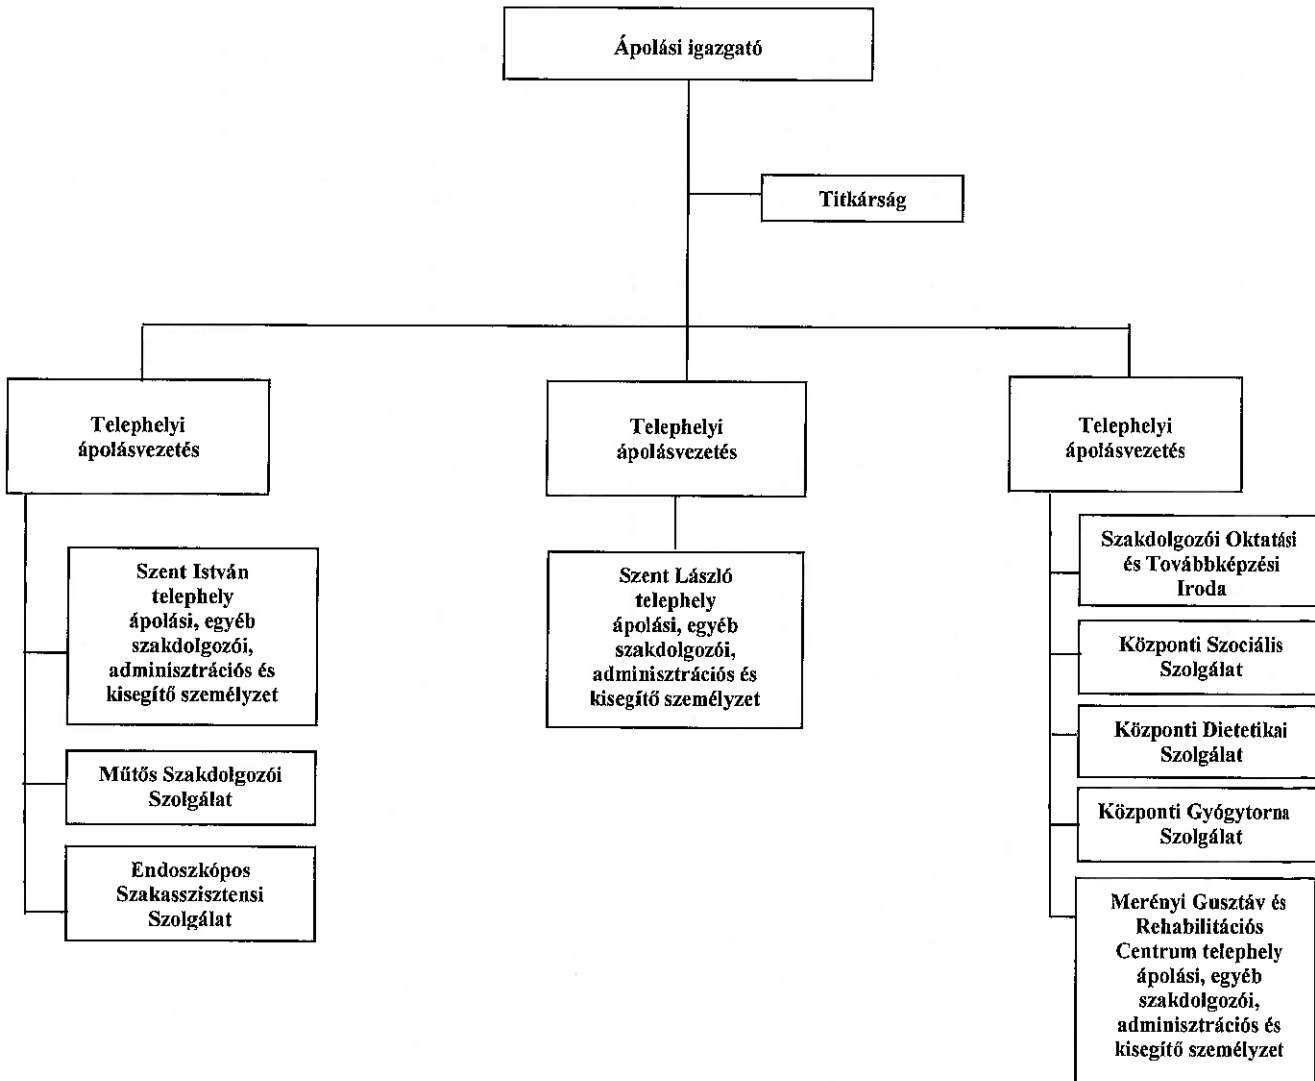 Ápolási igazgató
Titkárság
Telephelyi
ápolásvezetés
Szent István
telephely
ápolási, egyéb
szakdolgozói,
adminisztrációs és
kisegítő személyzet
Műtős Szakdolgozói
Szolgálat
Endoszkópos
Szakasszisztensi
Szolgálat
Telephelyi
ápolásvezetés
Szent László
telephely
ápolási, egyéb
szakdolgozói,
adminisztrációs és
kisegítő személyzet
Telephelyi
ápolásvezetés
Szakdolgozói Oktatási
és Továbbképzési
Iroda
Központi Szociális
Szolgálat
Központi Dietetikai
Szolgálat
Központi Gyógytorna
Szolgálat
Merényi Gusztáv és
Rehabilitációs
Centrum telephely
ápolási, egyéb
szakdolgozói,
adminisztrációs és
kisegítő személyzet